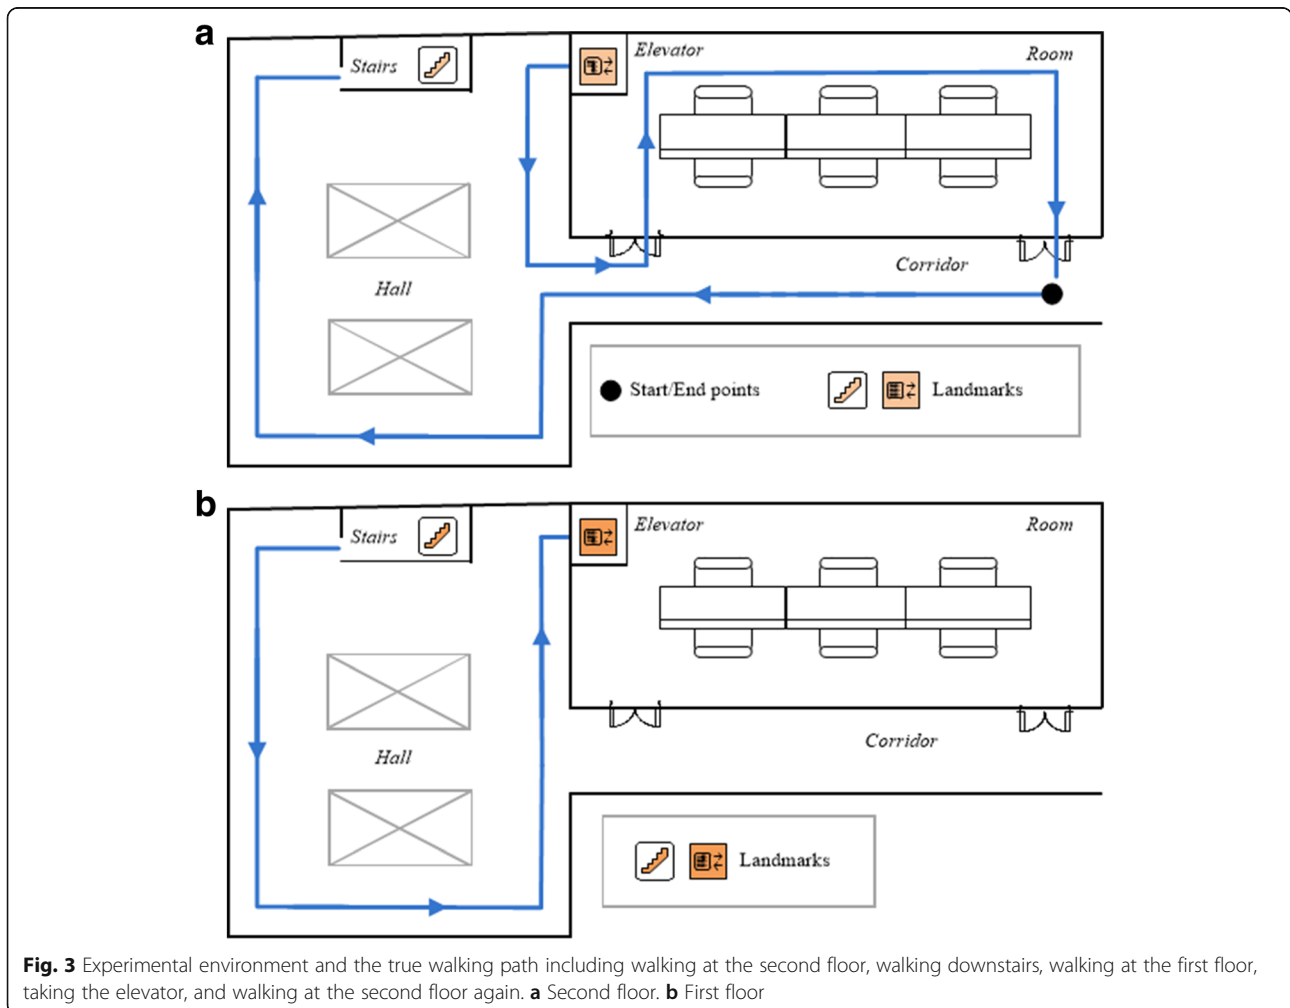 a
Elevator
Room
Stairs
Corridor
Hall
Start/End points
Landmarks
b
Elevator
Room
Stairs
Corridor
Hall
Landmarks
Fig. 3 Experimental environment and the true walking path including walking at the second floor, walking downstairs, walking at the first floor,
taking the elevator, and walking at the second floor again. a Second floor. b First floor